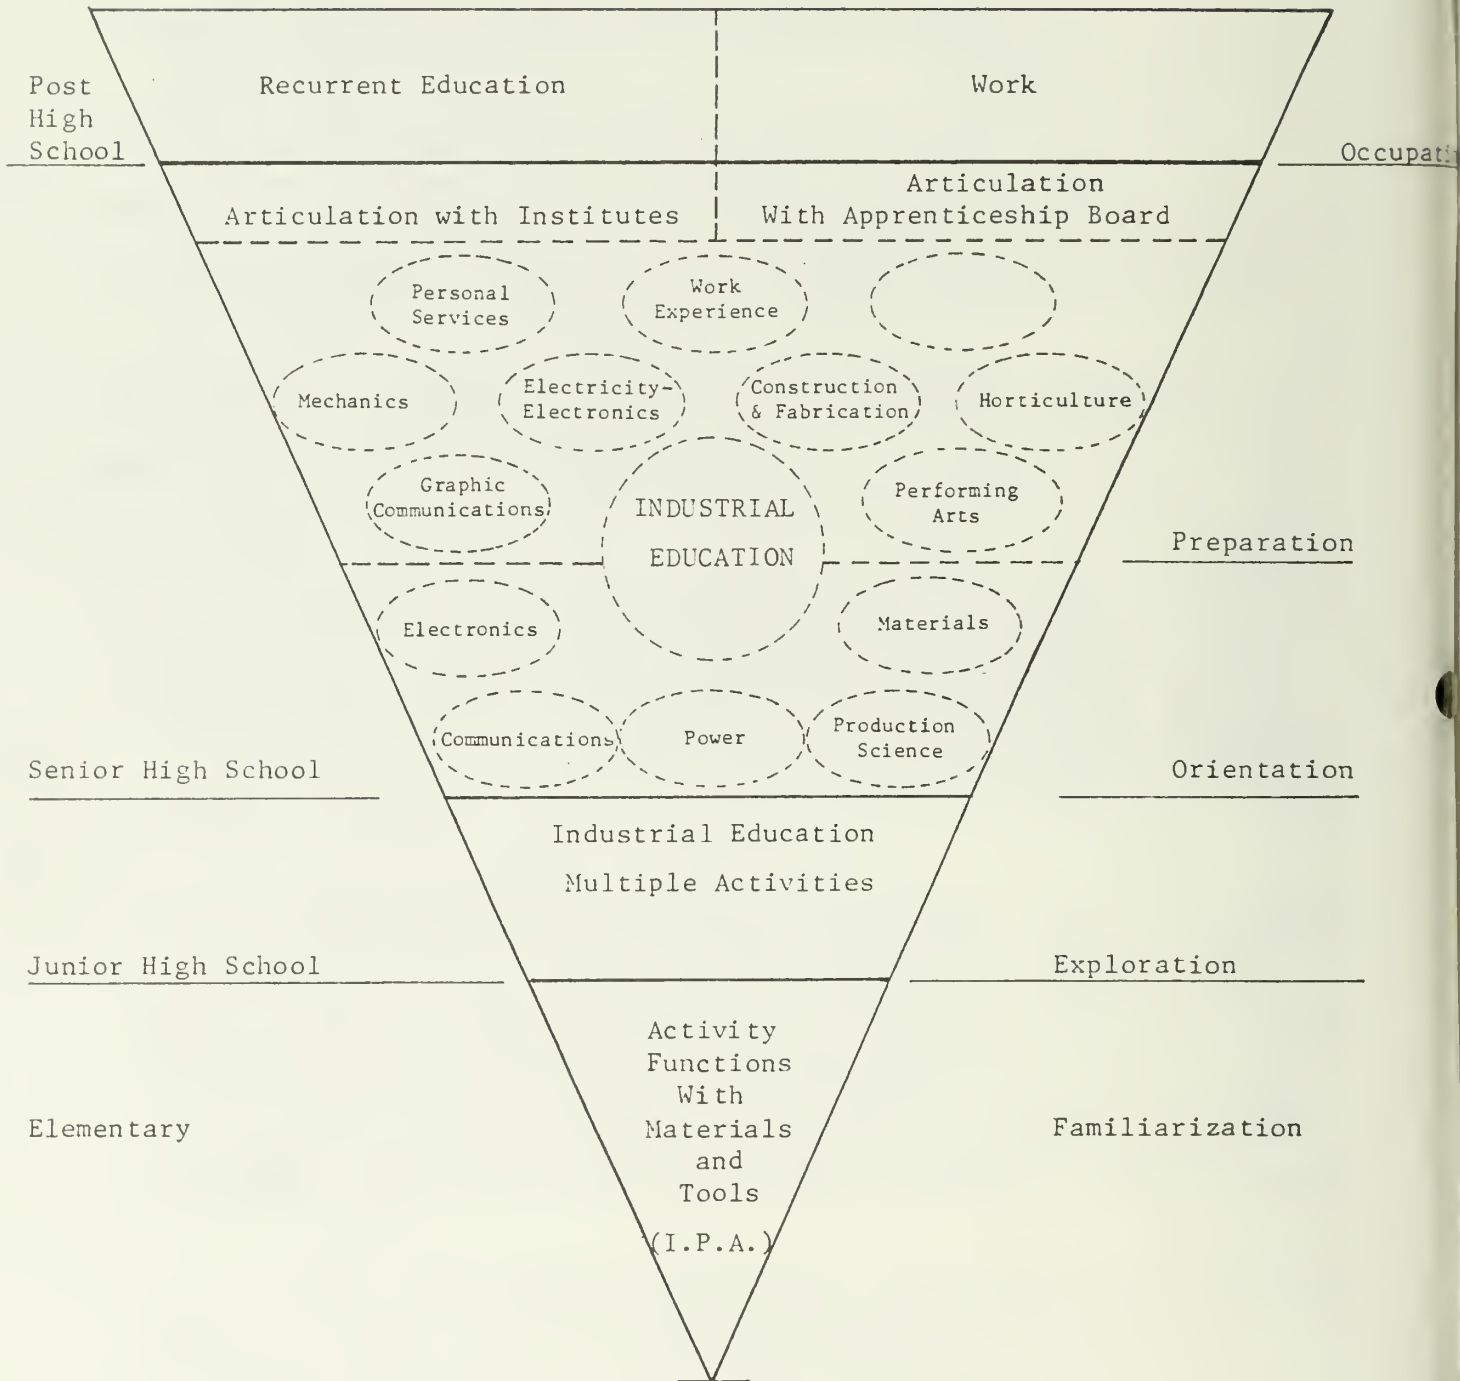 Post
High
School
Recurrent Education
Work
Articulation with Institutes
Articulation
With Apprenticeship Board
Personal
Services
Work
Experience
Mechanics
Electricity-
Electronics
Construction
& Fabrication
Horticulture
Graphic
Communications
INDUSTRIAL
EDUCATION
Performing
Arts
Preparation
Electronics
Materials
Communications
Power
Production
Science
Senior High School
Orientation
Industrial Education
Multiple Activities
Junior High School
Exploration
Activity
Functions
With
Materials
and
Tools
(I.P.A.)
Elementary
Familiarization